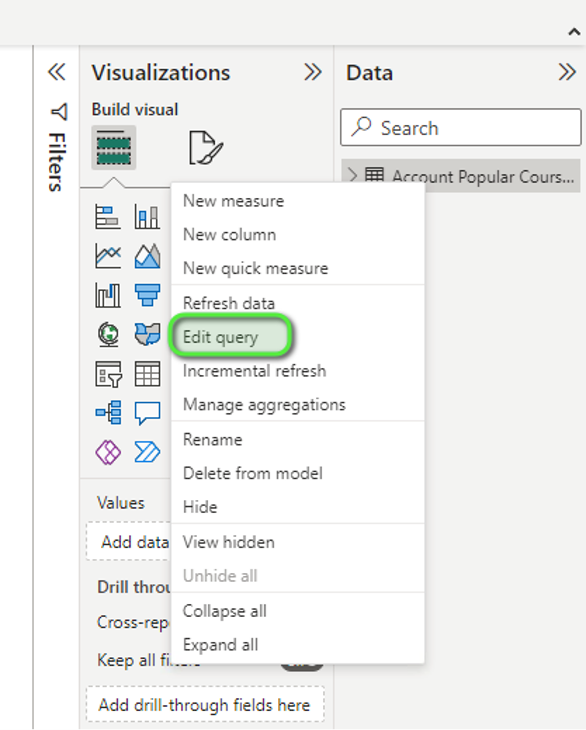 Visualizations
Data
Filters
Build visual
Search
Account Popular Cours...
New measure
New column
New quick measure
Refresh data
Edit query
Incremental refresh
Manage aggregations
Rename
Delete from model
Hide
View hidden
Unhide all
Collapse all
Expand all
Values
Add data
Drill throu
Cross-repo
Keep all filters
Add drill-through fields here